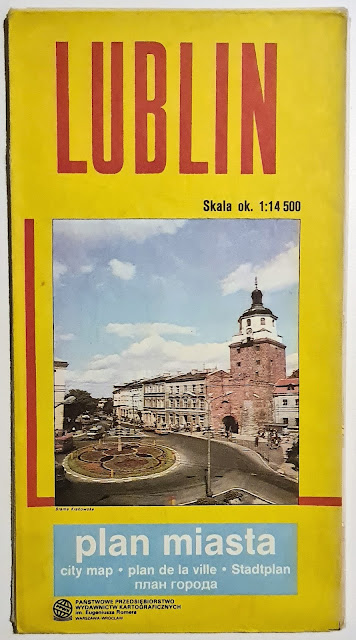 LUBLIN
Skala ok. 1:14 500
Brama Krakowska
plan miasta
city map • plan de la ville • Stadtplan
план города
PAŃSTWOWE PRZEDSIĘBIORSTWO
WYDAWNICTW KARTOGRAFICZNYCH
im. Eugeniusza Romera
WARSZAWA-WROCŁAW